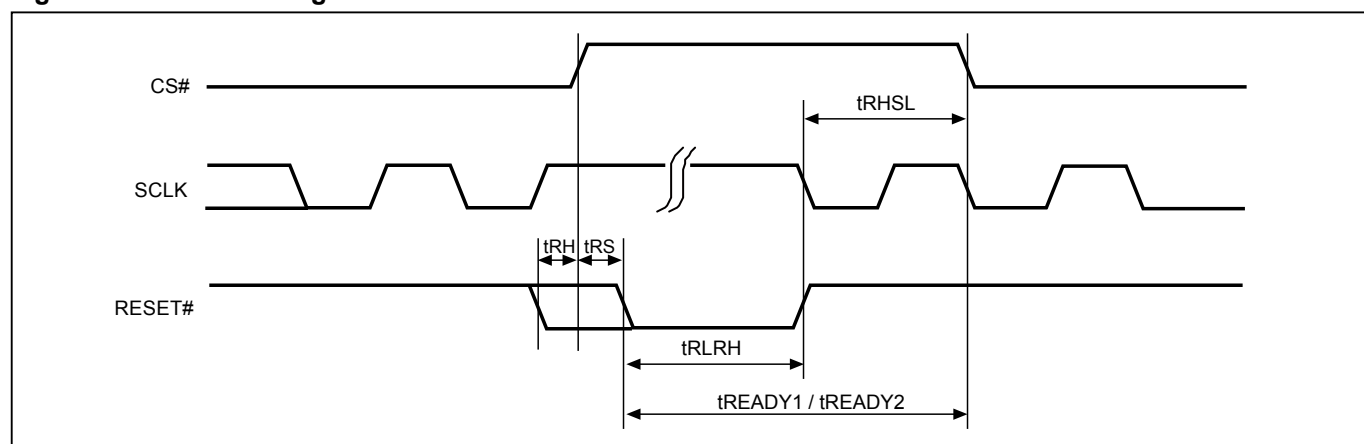 CS#
tRHSL
SCLK
tRH tRS
RESET#
tRLRH
tREADY1 / tREADY2